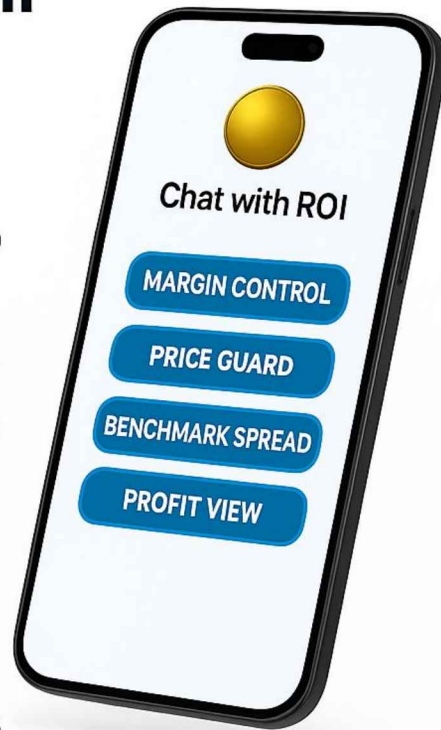 Chat with ROI
MARGIN CONTROL
PRICE GUARD
BENCHMARK SPREAD
PROFIT VIEW